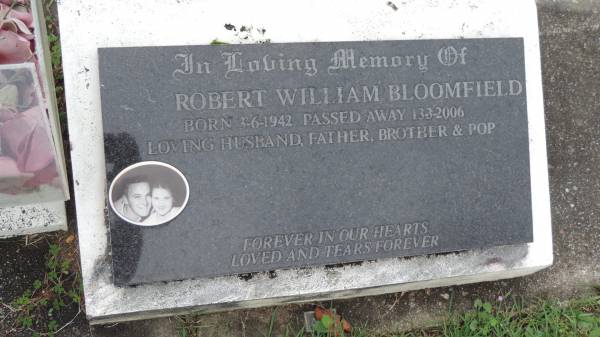 In Loving Memory Of
ROBERT WILLIAM BLOOMFIELD
BORN 3-6-1942 PASSED AWAY 13-3-2006
LOVING HUSBAND, FATHER, BROTHER & POP
FOREVER IN OUR HEARTS
LOVED AND TEARS FOREVER